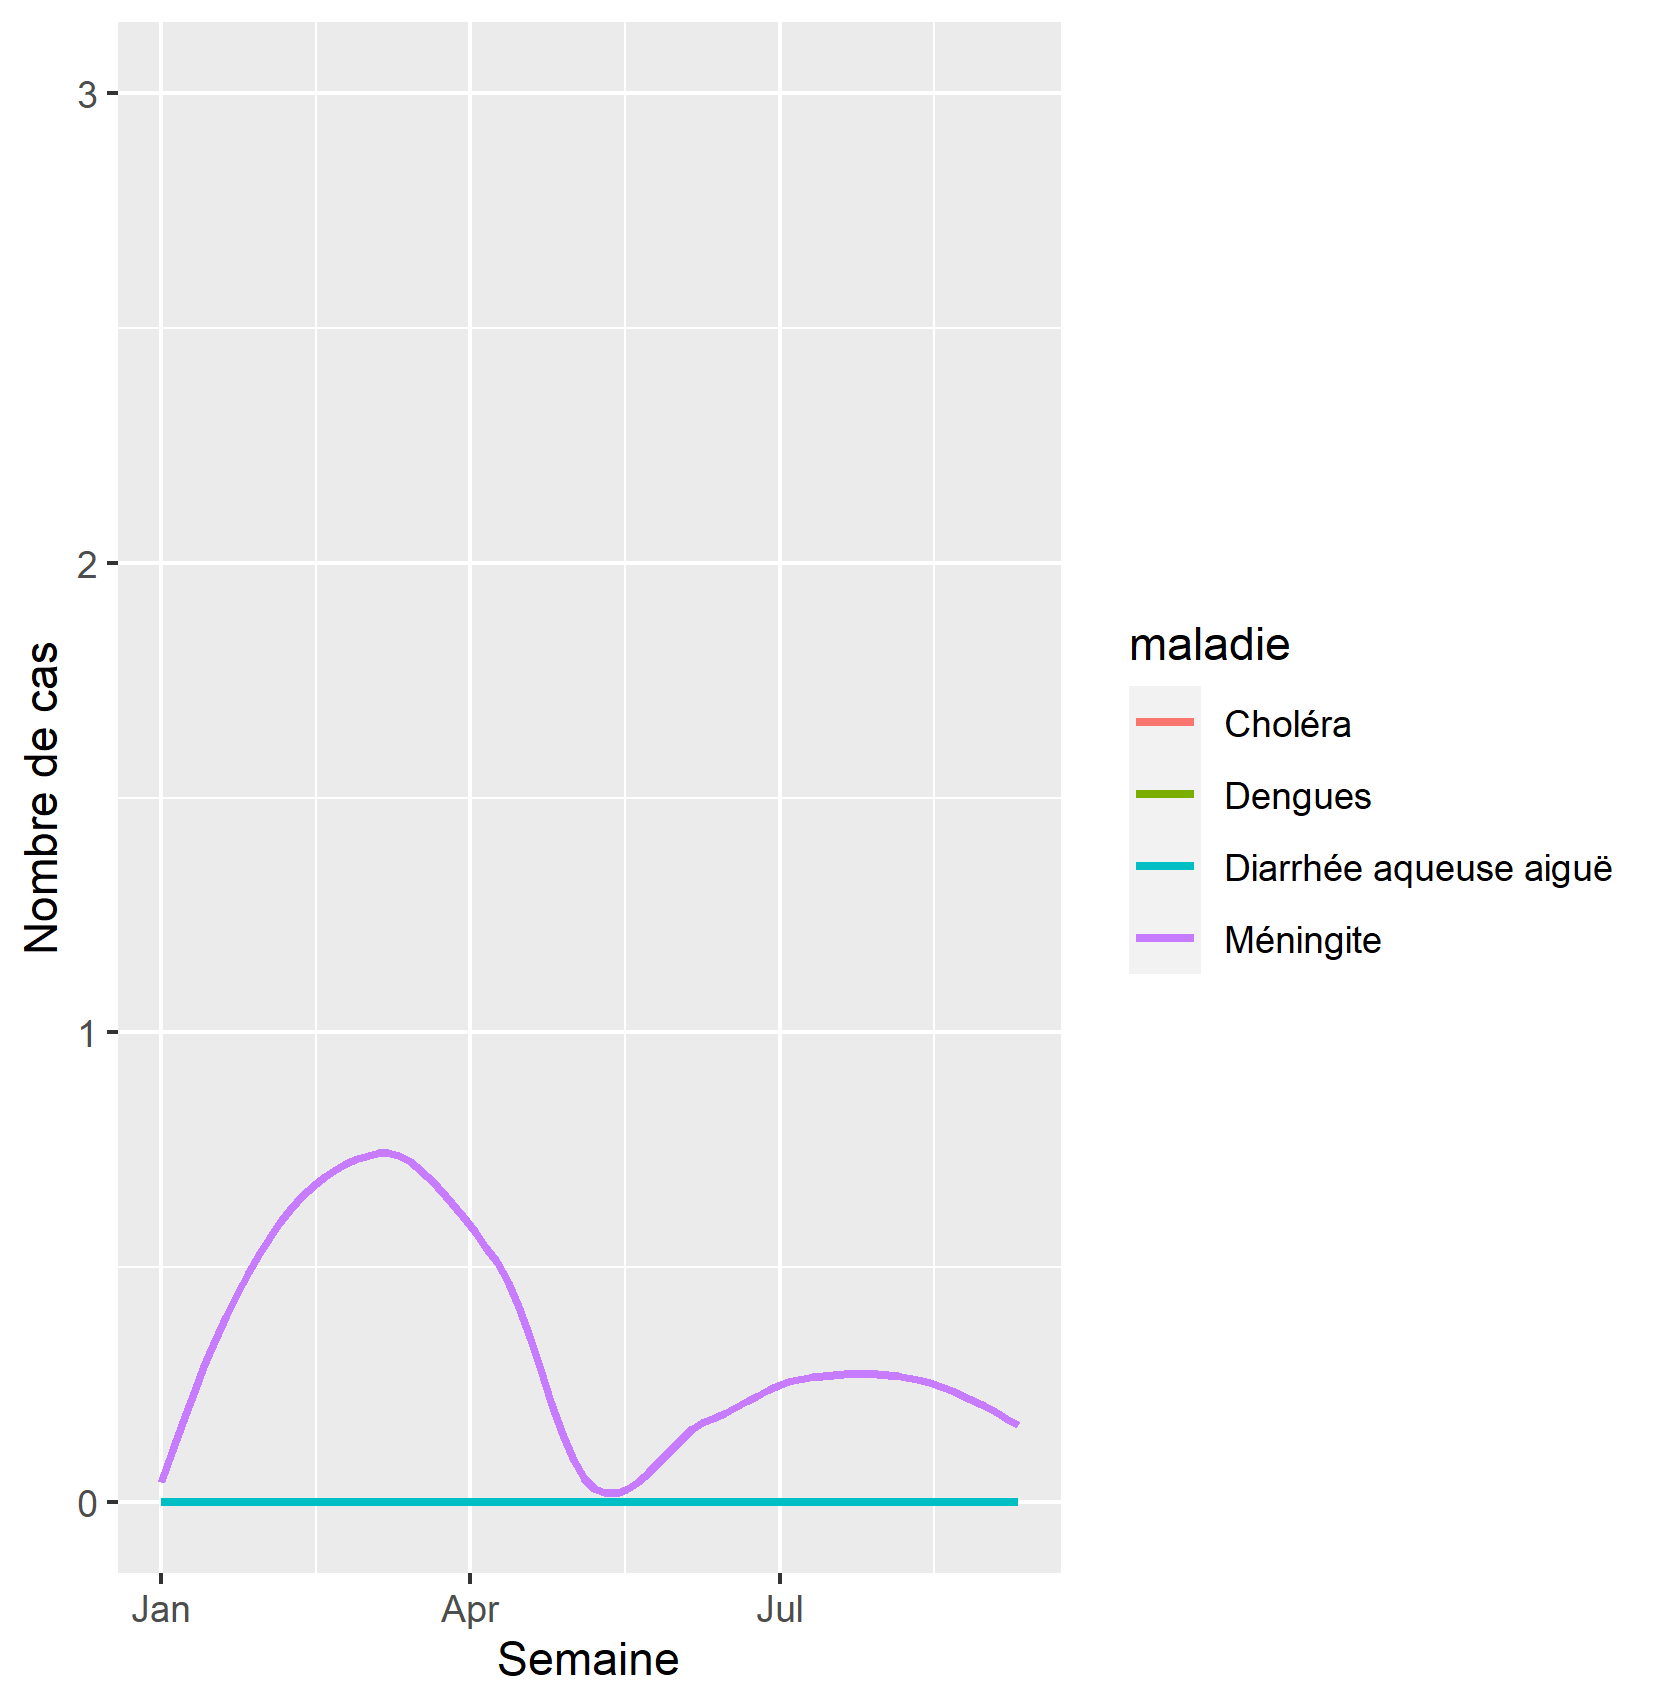 3
2
1
0
Nombre de cas
Jan
Apr
Jul
Semaine
maladie
Choléra
Dengues
Diarrhée aqueuse aiguë
Méningite